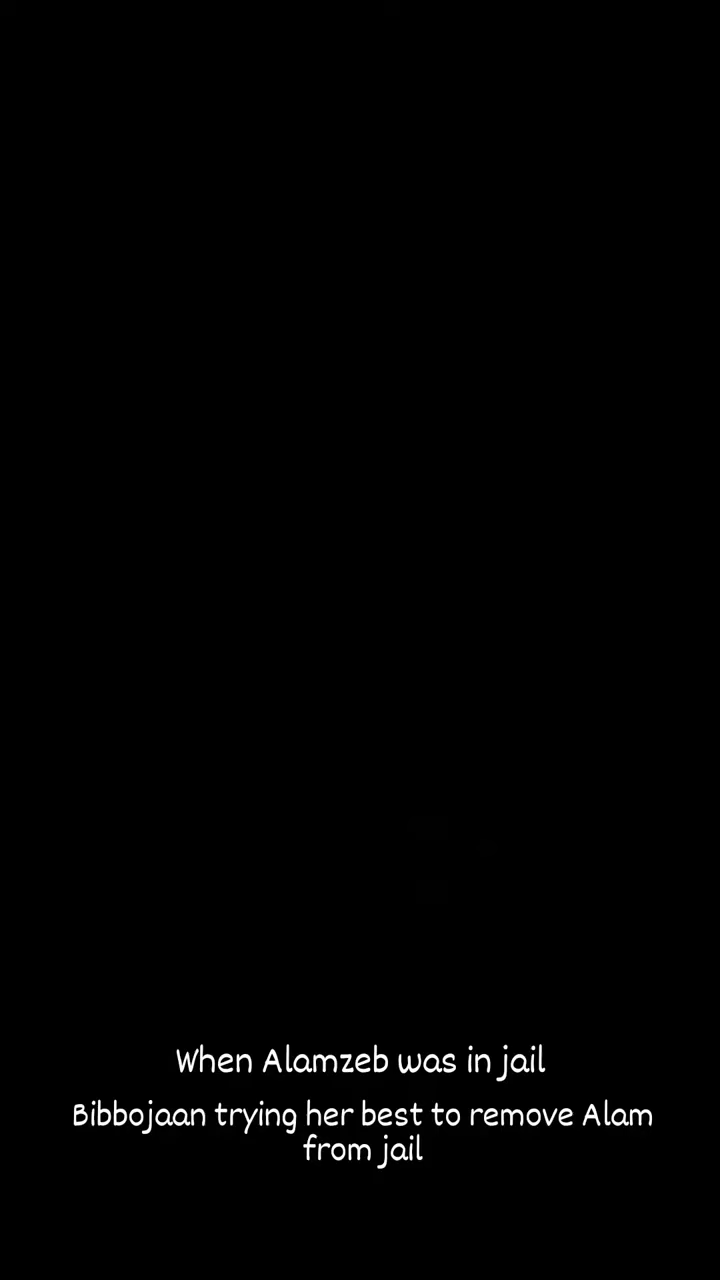 When Alamzeb was in jail
Bibbojaan trying her best to remove Alam
from jail